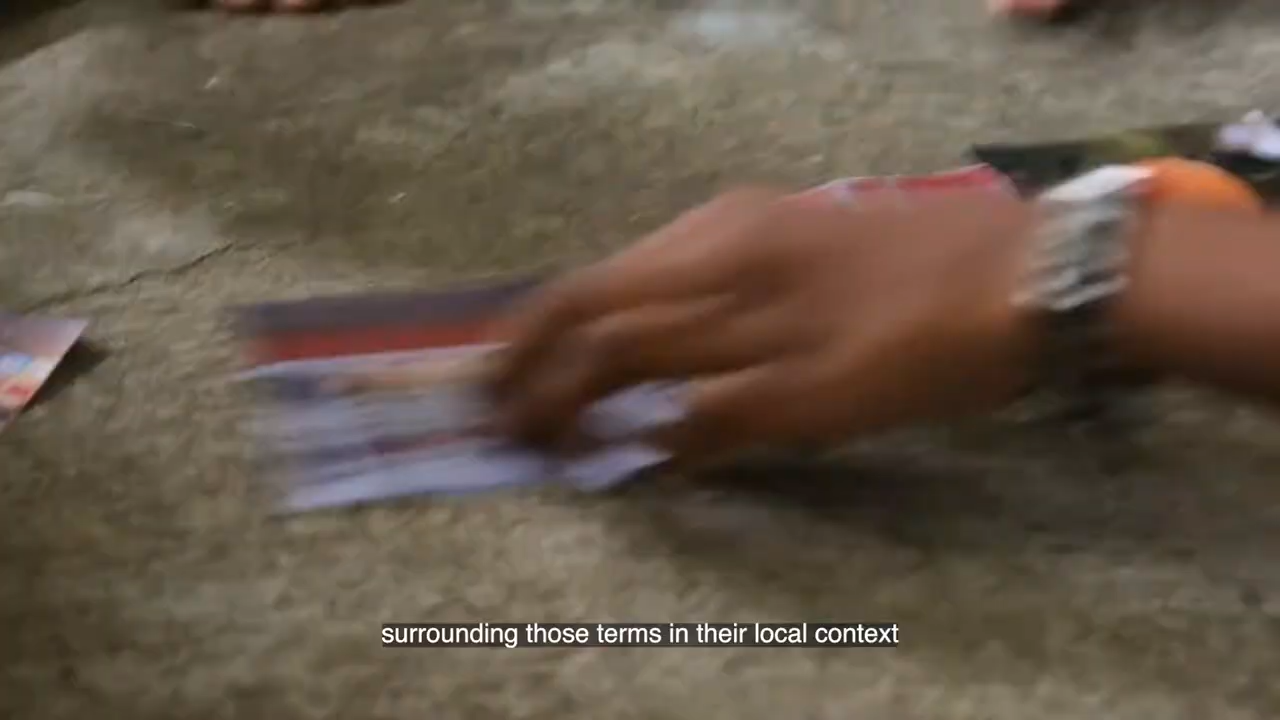 surrounding those terms in their local context